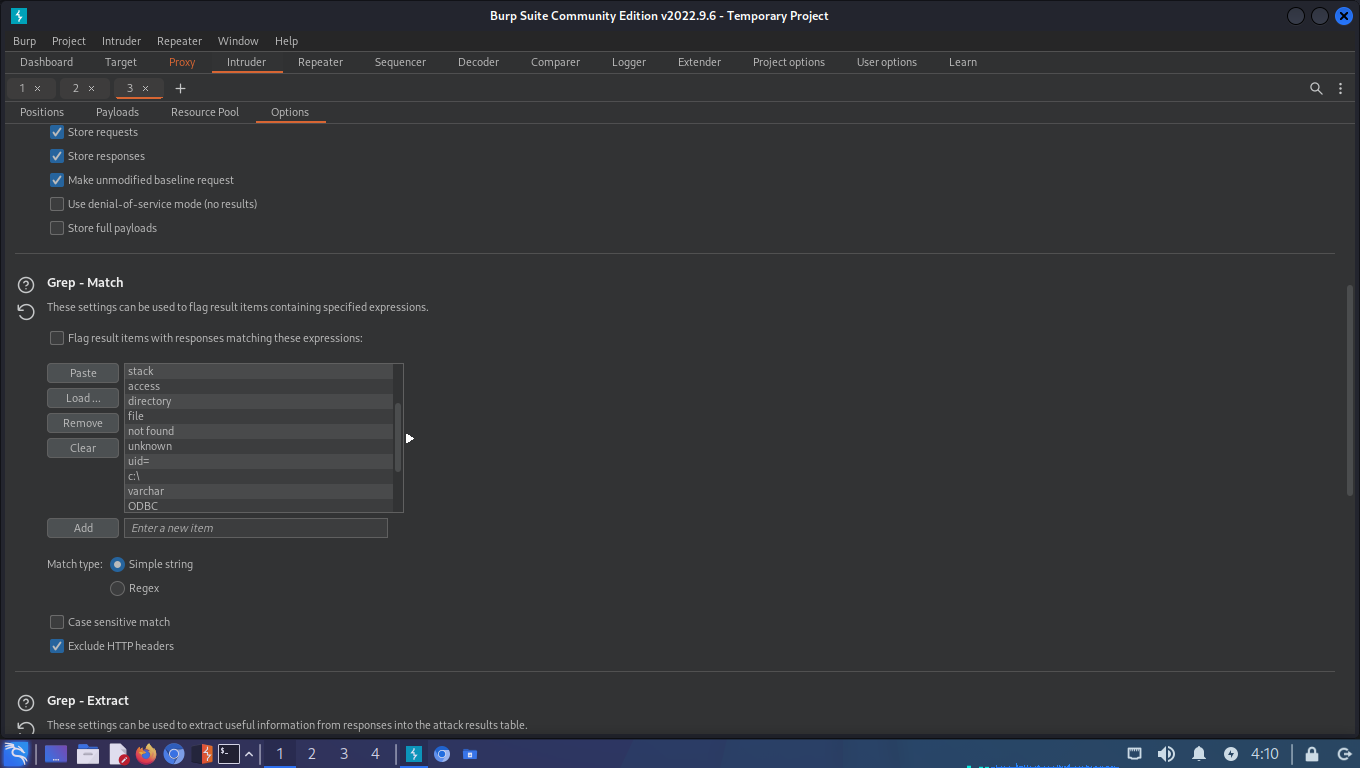 Burp Suite Community Edition v2022.9.6 - Temporary Project
Burp Project Intruder Repeater Window Help
Dashboard Target Proxy Intruder Repeater Sequencer Decoder Comparer Logger Extender Project options User options Learn
1 × 2 × 3 × +
Positions Payloads Resource Pool Options
Store requests
Store responses
Make unmodified baseline request
Use denial-of-service mode (no results)
Store full payloads
Grep - Match
These settings can be used to flag result items containing specified expressions.
Flag result items with responses matching these expressions:
Paste
Load ...
Remove
Clear
stack
access
directory
file
not found
unknown
uid=
c:\
varchar
ODBC
Add Enter a new item
Match type: Simple string
Regex
Case sensitive match
Exclude HTTP headers
Grep - Extract
These settings can be used to extract useful information from responses into the attack results table.
1 2 3 4 4:10